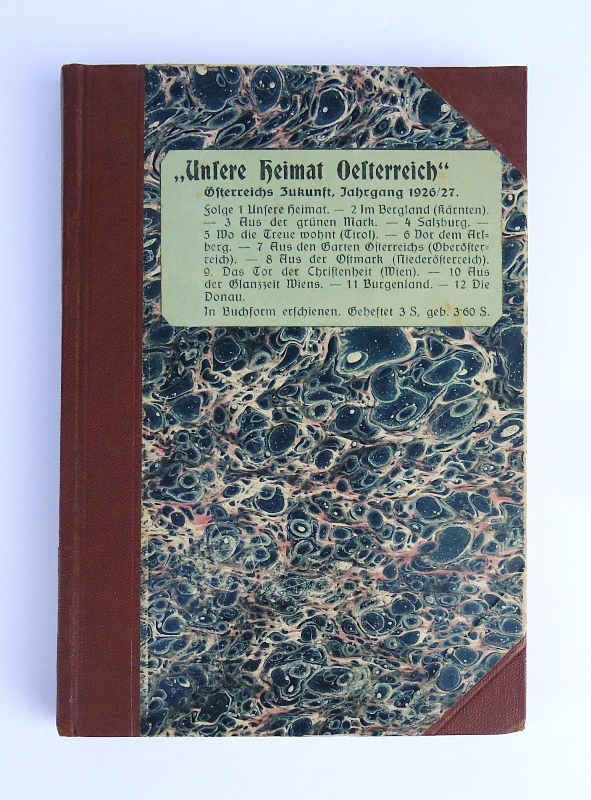 „Unſere Heimat Oeſterreich“
Öſterreichs Zukunft, Jahrgang 1926/27.
Folge 1 Unſere Heimat. — 2 Im Bergland (Kärnten).
— 3 Aus der grünen Mark. — 4 Salzburg. —
5 Wo die Treue wohnt (Tirol). — 6 Vor dem Arl-
berg. — 7 Aus den Garten Öſterreichs (Oberöſter-
reich). — 8 Aus der Oſtmark (Niederöſterreich).
9. Das Tor der Chriſtenheit (Wien). — 10 Aus
der Glanzzeit Wiens. — 11 Burgenland. — 12 Die
Donau.
In Buchform erſchienen. Geheftet 3 S, geb. 3·60 S.